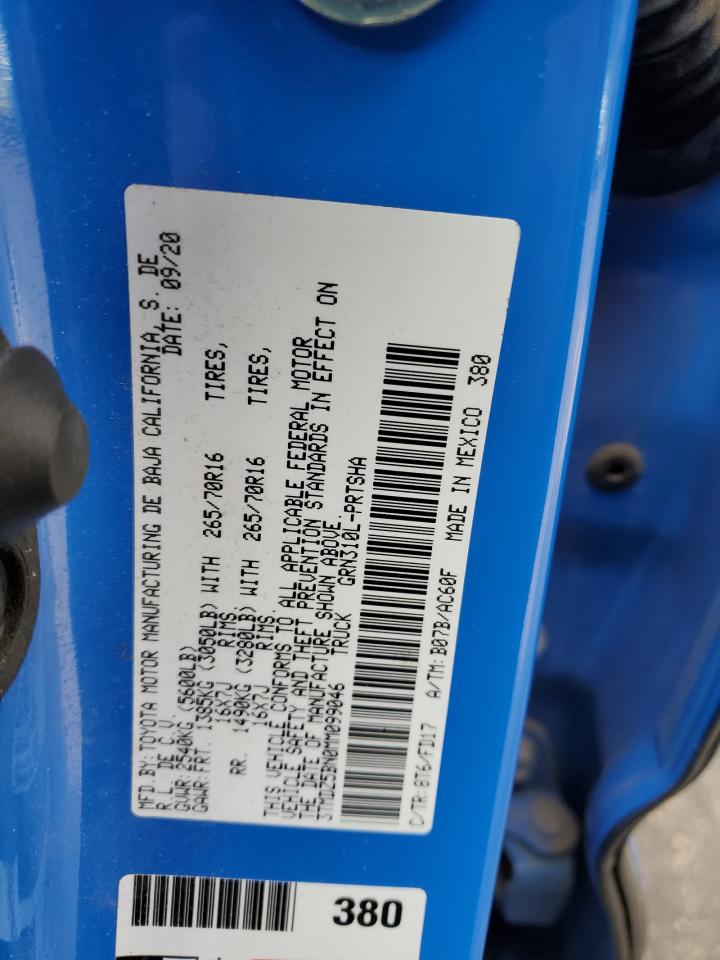 MFD.BY:TOYOTA MOTOR MANUFACTURING DE BAJA CALIFORNIA, S. DE
R.L. DE C.V. DATE: 09/20
GVWR:2540KG (5600LB)
GAWR:FRT. 1385KG (3050LB) WITH 265/70R16 TIRES,
16X7J RIMS
RR. 1490KG (3280LB) WITH 265/70R16 TIRES,
16X7J RIMS
THIS VEHICLE CONFORMS TO ALL APPLICABLE FEDERAL MOTOR
VEHICLE SAFETY AND THEFT PREVENTION STANDARDS IN EFFECT ON
THE DATE OF MANUFACTURE SHOWN ABOVE.
3TMDZ5BN0MM099046 TRUCK GRN310L-PRTSHA
C/TR:8T6/FD17 A/TM:B07B/AC60F MADE IN MEXICO 380
380